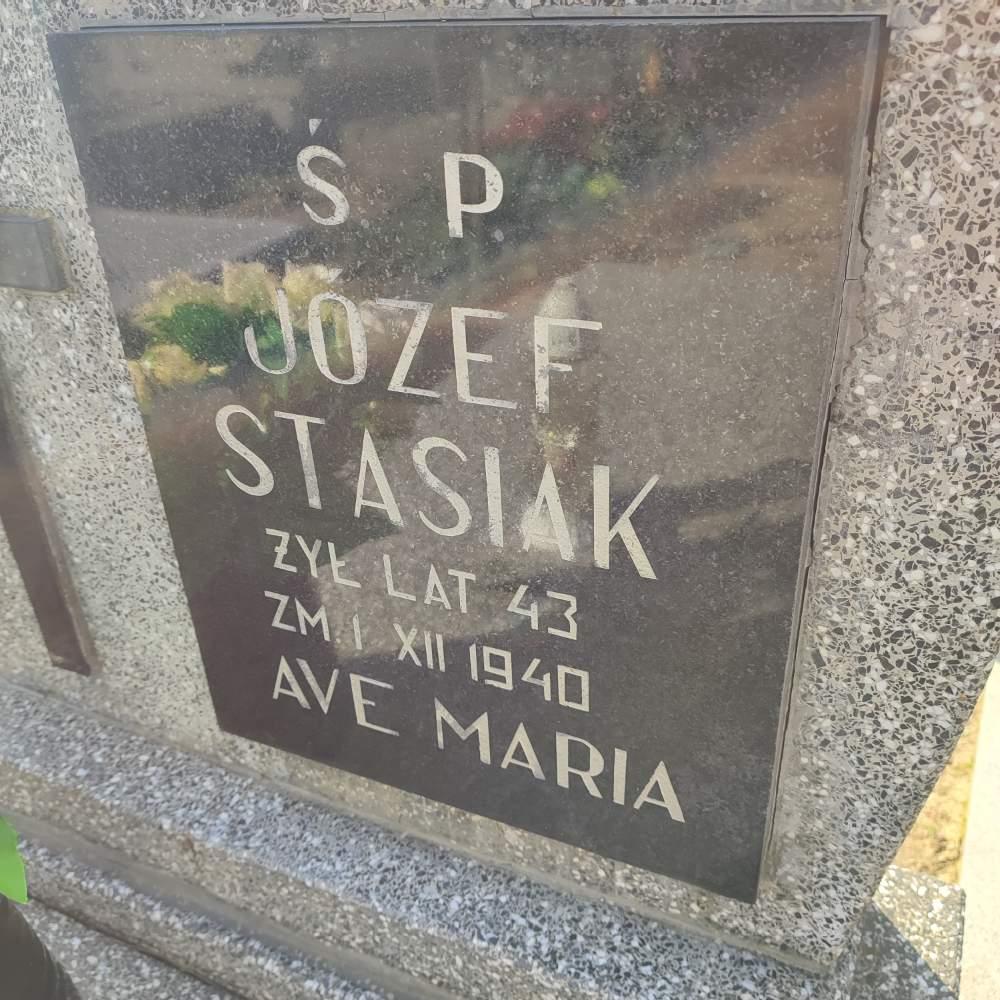 Ś P
JÓZEF
STASIAK
ŻYŁ LAT 43
ZM. 1 XII 1940
AVE MARIA